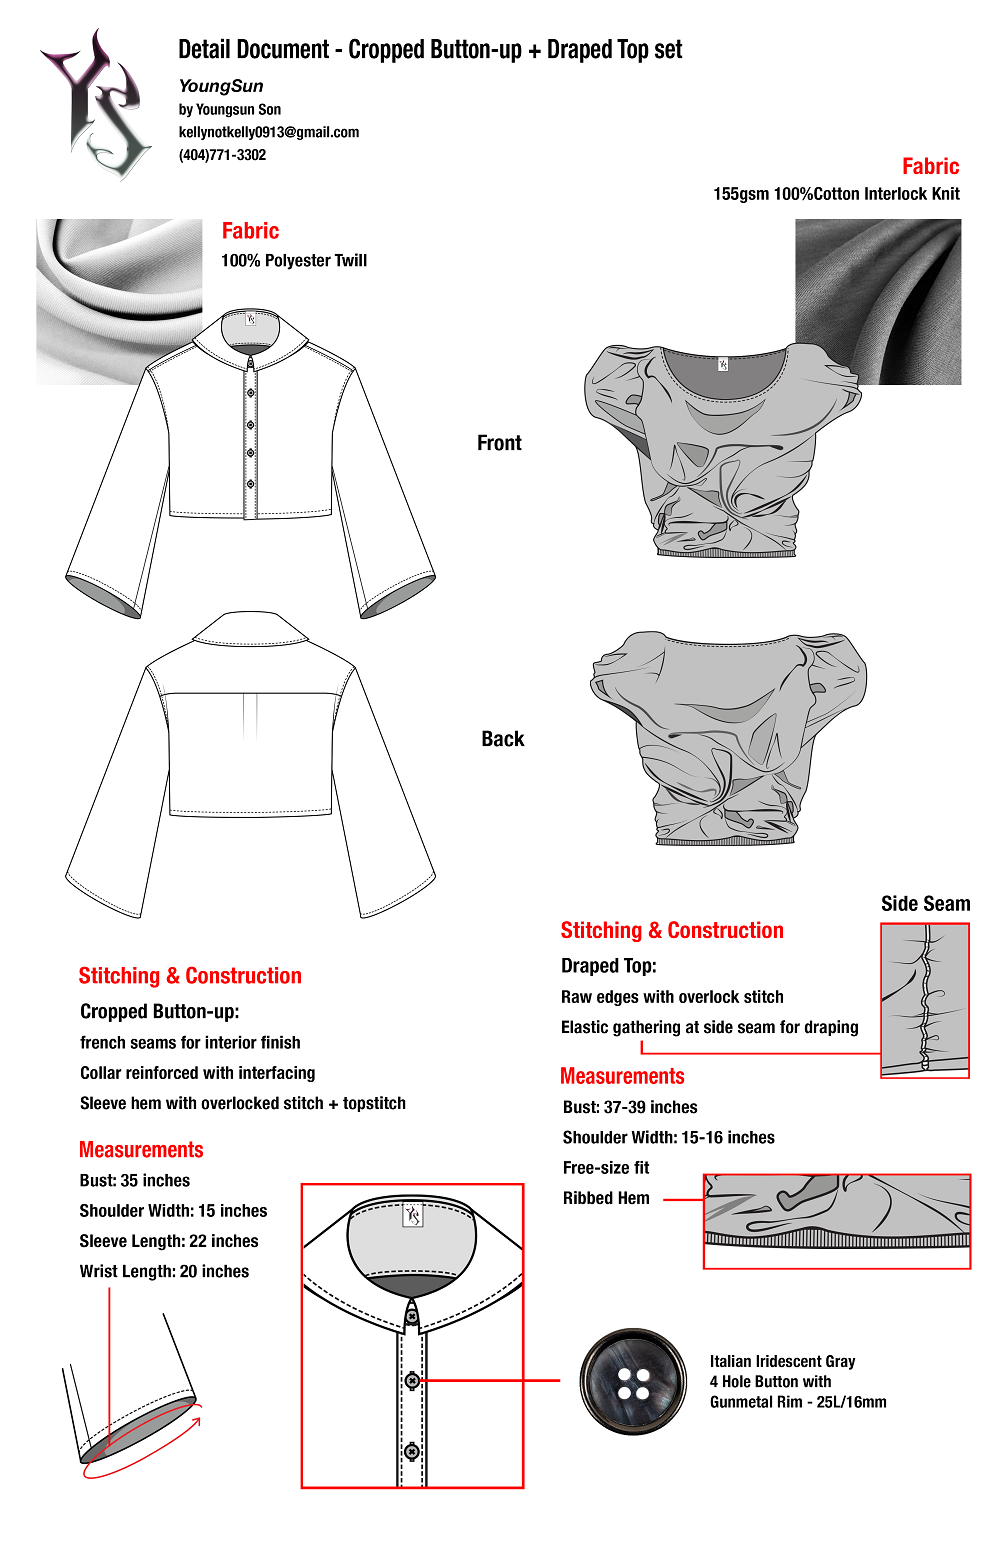 YS
Detail Document - Cropped Button-up + Draped Top set
YoungSun
by Youngsun Son
kellynotkelly0913@gmail.com
(404)771-3302
Fabric
155gsm 100%Cotton Interlock Knit
Fabric
100% Polyester Twill
YS
YS
Front
Back
Side Seam
Stitching & Construction
Draped Top:
Raw edges with overlock stitch
Elastic gathering at side seam for draping
Measurements
Bust: 37-39 inches
Shoulder Width: 15-16 inches
Free-size fit
Ribbed Hem
Stitching & Construction
Cropped Button-up:
french seams for interior finish
Collar reinforced with interfacing
Sleeve hem with overlocked stitch + topstitch
Measurements
Bust: 35 inches
Shoulder Width: 15 inches
Sleeve Length: 22 inches
Wrist Length: 20 inches
YS
Italian Iridescent Gray
4 Hole Button with
Gunmetal Rim - 25L/16mm